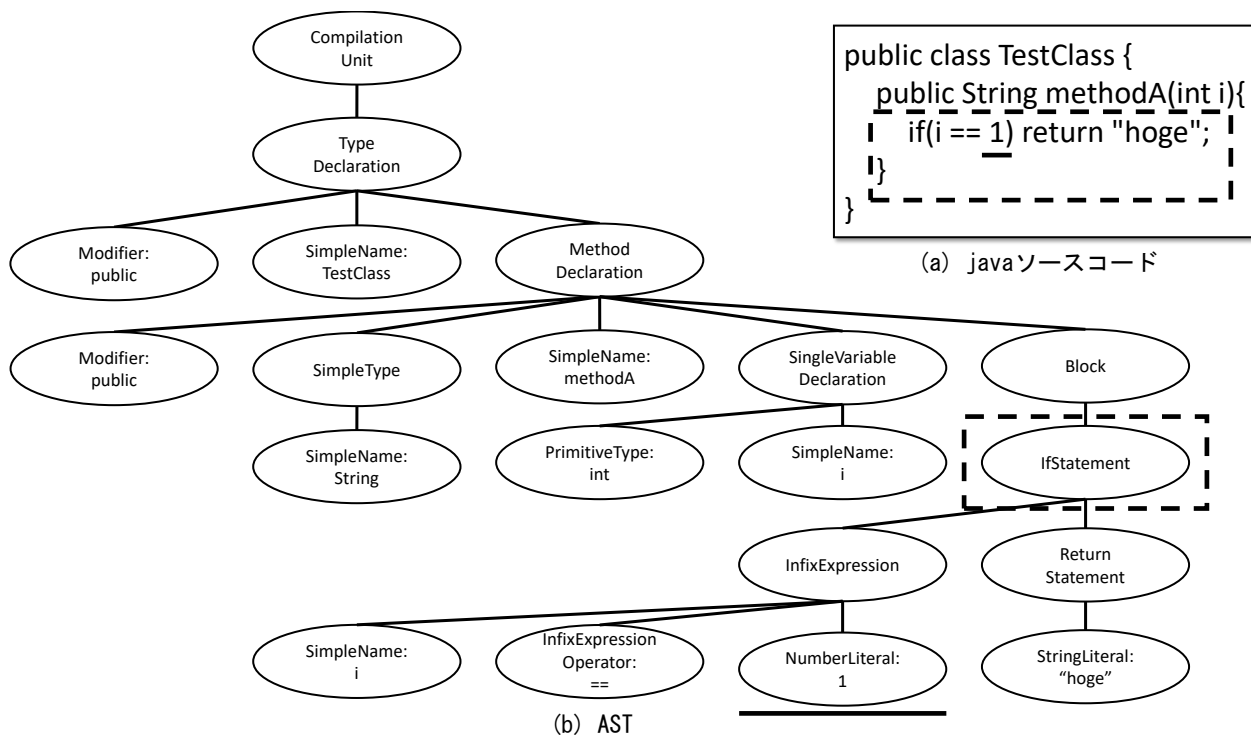 Compilation
Unit
public class TestClass {
public String methodA(int i){
if(i == 1) return "hoge";
}
}
(a) javaソースコード
Type
Declaration
Modifier:
public
SimpleName:
TestClass
Method
Declaration
Modifier:
public
SimpleType
SimpleName:
methodA
SingleVariable
Declaration
Block
SimpleName:
String
PrimitiveType:
int
SimpleName:
i
IfStatement
InfixExpression
Return
Statement
SimpleName:
i
InfixExpression
Operator:
==
NumberLiteral:
1
StringLiteral:
“hoge”
(b) AST